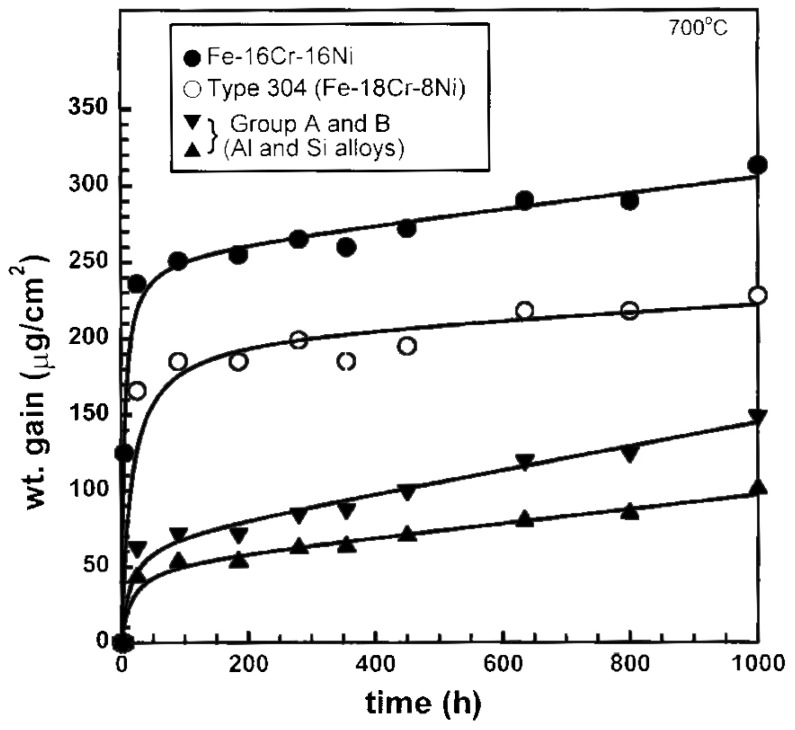 700°C
Fe-16Cr-16Ni
Type 304 (Fe-18Cr-8Ni)
Group A and B
(Al and Si alloys)
350
300
250
200
150
100
50
0
wt. gain (μg/cm²)
0 200 400 600 800 1000
time (h)